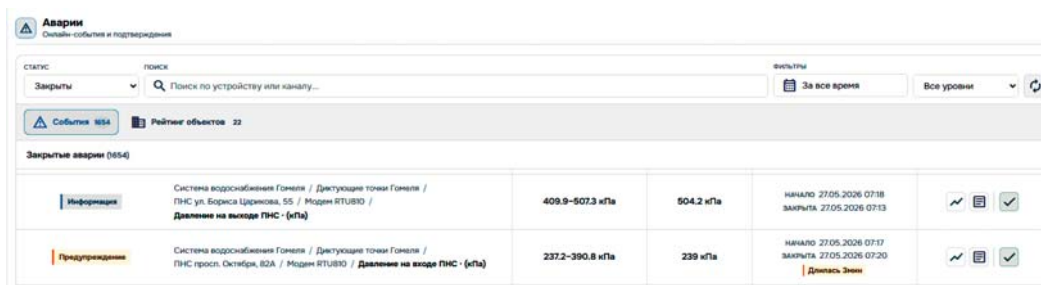 Аварии
Онлайн-события и подтверждения
СТАТУС
ПОИСК
ФИЛЬТРЫ
Закрыты
Поиск по устройству или каналу...
За все время
Все уровни
События 1654
Рейтинг объектов 22
Закрытые аварии (1654)
Информация
Система водоснабжения Гомеля / Диктующие точки Гомеля /
ПНС ул. Бориса Царикова, 55 / Модем RTU810 /
Давление на выходе ПНС - (кПа)
409.9–507.3 кПа
504.2 кПа
НАЧАЛО 27.05.2026 07:18
ЗАКРЫТА 27.05.2026 07:13
Предупреждение
Система водоснабжения Гомеля / Диктующие точки Гомеля /
ПНС просп. Октября, 82А / Модем RTU810 / Давление на входе ПНС - (кПа)
237.2–390.8 кПа
239 кПа
НАЧАЛО 27.05.2026 07:17
ЗАКРЫТА 27.05.2026 07:20
Длилась 3мин